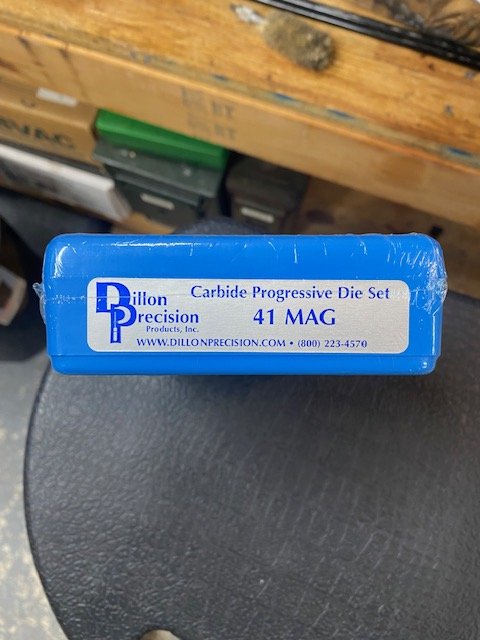 Dillon
Precision
Products, Inc.
Carbide Progressive Die Set
41 MAG
WWW.DILLONPRECISION.COM • (800) 223-4570